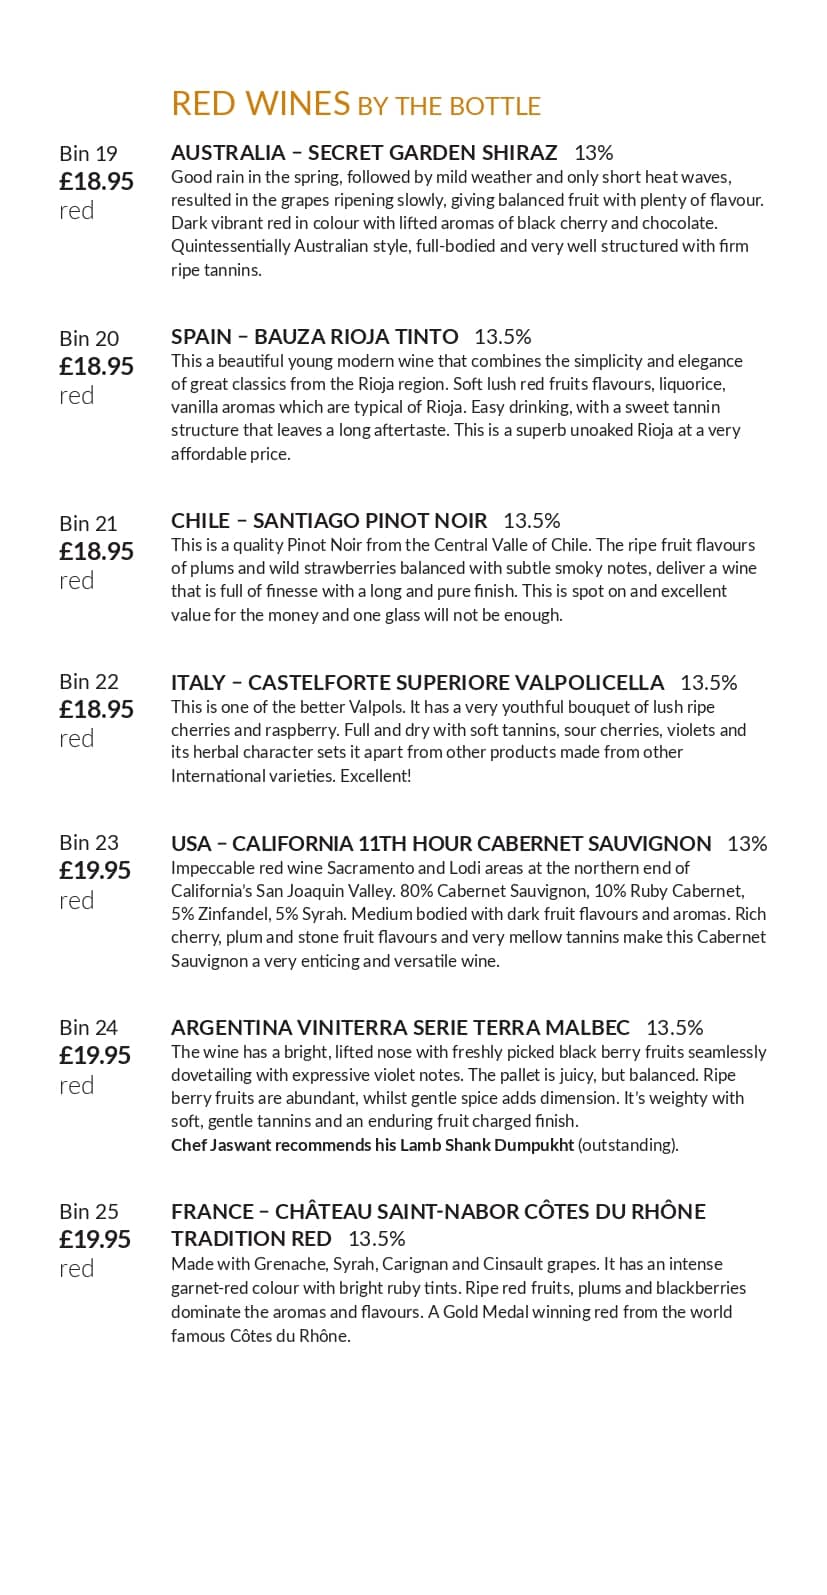 RED WINES BY THE BOTTLE
Bin 19
£18.95
red
AUSTRALIA – SECRET GARDEN SHIRAZ 13%
Good rain in the spring, followed by mild weather and only short heat waves,
resulted in the grapes ripening slowly, giving balanced fruit with plenty of flavour.
Dark vibrant red in colour with lifted aromas of black cherry and chocolate.
Quintessentially Australian style, full-bodied and very well structured with firm
ripe tannins.
Bin 20
£18.95
red
SPAIN – BAUZA RIOJA TINTO 13.5%
This a beautiful young modern wine that combines the simplicity and elegance
of great classics from the Rioja region. Soft lush red fruits flavours, liquorice,
vanilla aromas which are typical of Rioja. Easy drinking, with a sweet tannin
structure that leaves a long aftertaste. This is a superb unoaked Rioja at a very
affordable price.
Bin 21
£18.95
red
CHILE – SANTIAGO PINOT NOIR 13.5%
This is a quality Pinot Noir from the Central Valle of Chile. The ripe fruit flavours
of plums and wild strawberries balanced with subtle smoky notes, deliver a wine
that is full of finesse with a long and pure finish. This is spot on and excellent
value for the money and one glass will not be enough.
Bin 22
£18.95
red
ITALY – CASTELFORTE SUPERIORE VALPOLICELLA 13.5%
This is one of the better Valpols. It has a very youthful bouquet of lush ripe
cherries and raspberry. Full and dry with soft tannins, sour cherries, violets and
its herbal character sets it apart from other products made from other
International varieties. Excellent!
Bin 23
£19.95
red
USA – CALIFORNIA 11TH HOUR CABERNET SAUVIGNON 13%
Impeccable red wine Sacramento and Lodi areas at the northern end of
California's San Joaquin Valley. 80% Cabernet Sauvignon, 10% Ruby Cabernet,
5% Zinfandel, 5% Syrah. Medium bodied with dark fruit flavours and aromas. Rich
cherry, plum and stone fruit flavours and very mellow tannins make this Cabernet
Sauvignon a very enticing and versatile wine.
Bin 24
£19.95
red
ARGENTINA VINITERRA SERIE TERRA MALBEC 13.5%
The wine has a bright, lifted nose with freshly picked black berry fruits seamlessly
dovetailing with expressive violet notes. The pallet is juicy, but balanced. Ripe
berry fruits are abundant, whilst gentle spice adds dimension. It's weighty with
soft, gentle tannins and an enduring fruit charged finish.
Chef Jaswant recommends his Lamb Shank Dumpukht (outstanding).
Bin 25
£19.95
red
FRANCE – CHÂTEAU SAINT-NABOR CÔTES DU RHÔNE
TRADITION RED 13.5%
Made with Grenache, Syrah, Carignan and Cinsault grapes. It has an intense
garnet-red colour with bright ruby tints. Ripe red fruits, plums and blackberries
dominate the aromas and flavours. A Gold Medal winning red from the world
famous Côtes du Rhône.